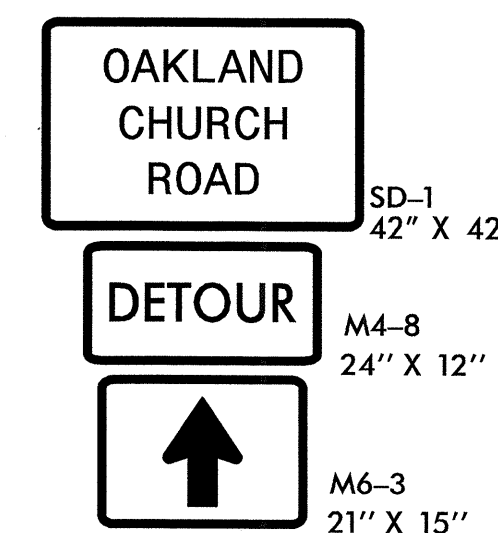 OAKLAND
CHURCH
ROAD
SD–1
42" X 42
DETOUR
M4–8
24'' X 12''
M6–3
21'' X 15''